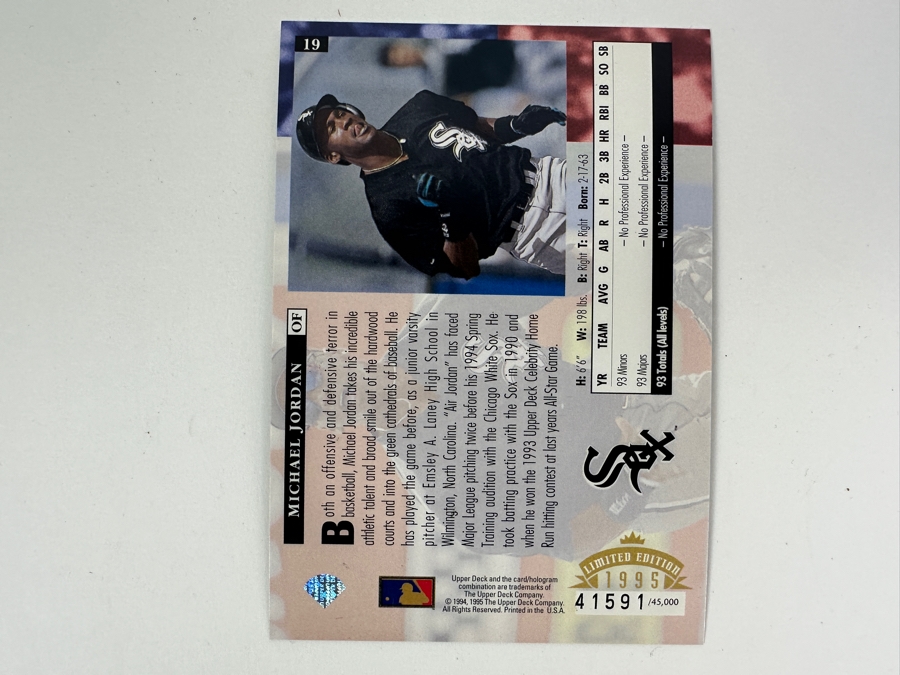 19
MICHAEL JORDAN OF
Both an offensive and defensive terror in
basketball, Michael Jordan takes his incredible
athletic talent and broad smile out of the hardwood
courts and into the green cathedrals of baseball. He
has played the game before, as a junior varsity
pitcher at Emsley A. Laney High School in
Wilmington, North Carolina. "Air Jordan" has faced
Major League pitching twice before his 1994 Spring
Training audition with the Chicago White Sox. He
took batting practice with the Sox in 1990 and
when he won the 1993 Upper Deck Celebrity Home
Run hitting contest at last years All-Star Game.
H: 6'6" W: 198 lbs. B: Right T: Right Born: 2-17-63
YR TEAM AVG G AB R H 2B 3B HR RBI BB SO SB
93 Minors – No Professional Experience –
93 Majors – No Professional Experience –
93 Totals (All levels) – No Professional Experience –
Sox
Sox
™
Upper Deck and the card/hologram
combination are trademarks of
The Upper Deck Company.
© 1994, 1995 The Upper Deck Company.
All Rights Reserved. Printed in the U.S.A.
LIMITED EDITION
1995
41591/45,000